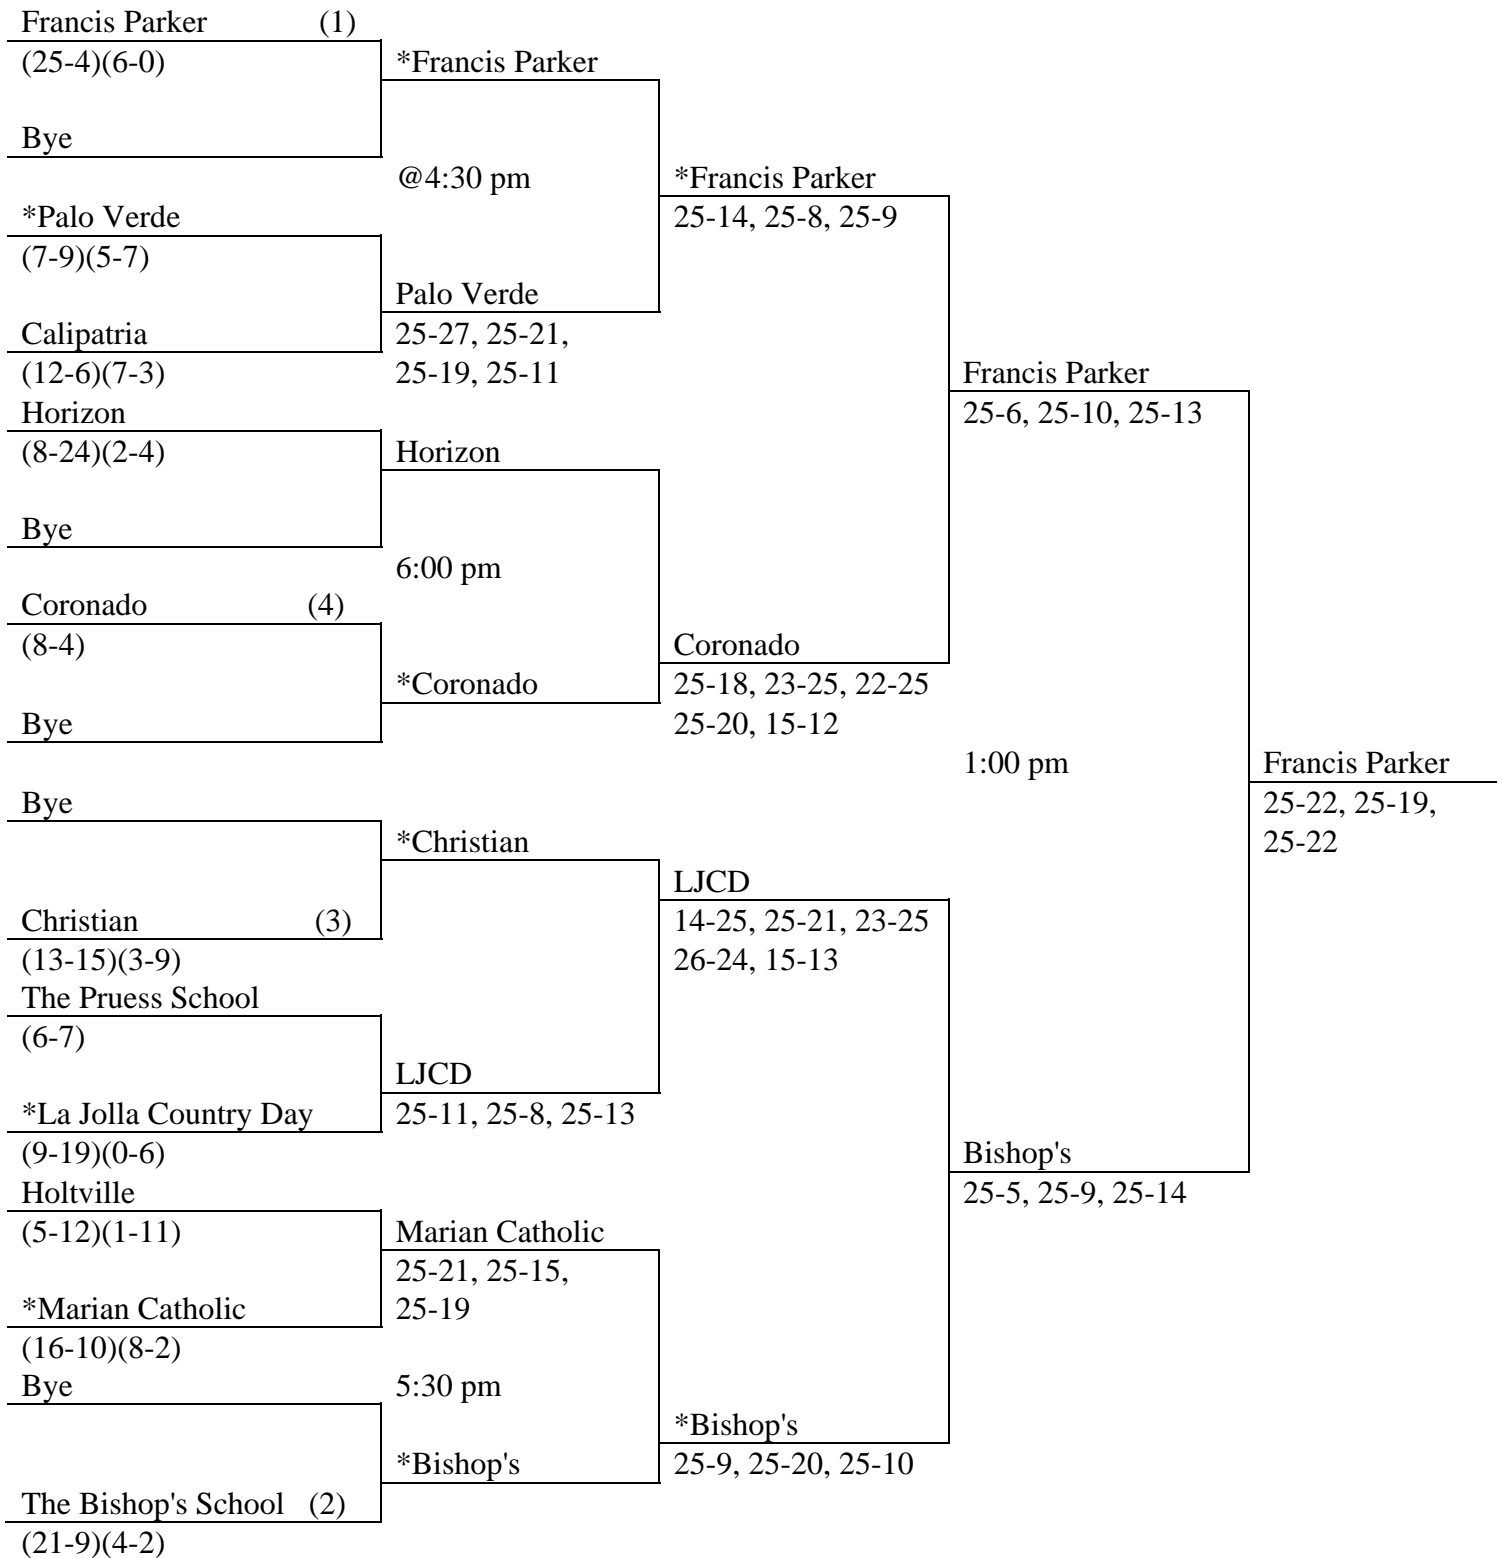 Francis Parker (1)
(25-4)(6-0)
*Francis Parker
Bye
@4:30 pm
*Francis Parker
*Palo Verde
25-14, 25-8, 25-9
(7-9)(5-7)
Palo Verde
Calipatria
25-27, 25-21,
(12-6)(7-3)
25-19, 25-11
Francis Parker
Horizon
25-6, 25-10, 25-13
(8-24)(2-4)
Horizon
Bye
6:00 pm
Coronado (4)
(8-4)
Coronado
*Coronado
25-18, 23-25, 22-25
Bye
25-20, 15-12
1:00 pm
Francis Parker
Bye
25-22, 25-19,
*Christian
25-22
LJCD
Christian (3)
14-25, 25-21, 23-25
(13-15)(3-9)
26-24, 15-13
The Pruess School
(6-7)
LJCD
*La Jolla Country Day
25-11, 25-8, 25-13
(9-19)(0-6)
Bishop's
Holtville
25-5, 25-9, 25-14
(5-12)(1-11)
Marian Catholic
25-21, 25-15,
*Marian Catholic
25-19
(16-10)(8-2)
Bye
5:30 pm
*Bishop's
*Bishop's
25-9, 25-20, 25-10
The Bishop's School (2)
(21-9)(4-2)